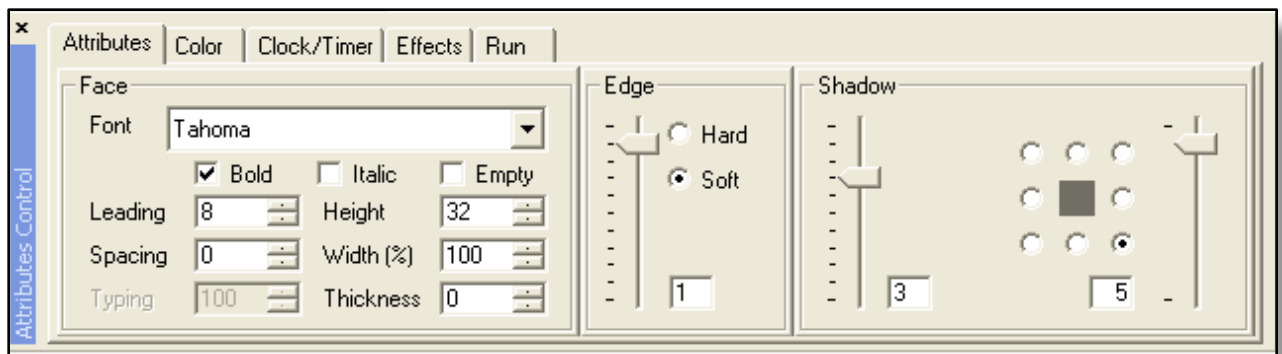 Attributes Color Clock/Timer Effects Run
Attributes Control
Face
Font Tahoma
Bold Italic Empty
Leading 8 Height 32
Spacing 0 Width (%) 100
Typing 100 Thickness 0
Edge
Hard
Soft
1
Shadow
3 5